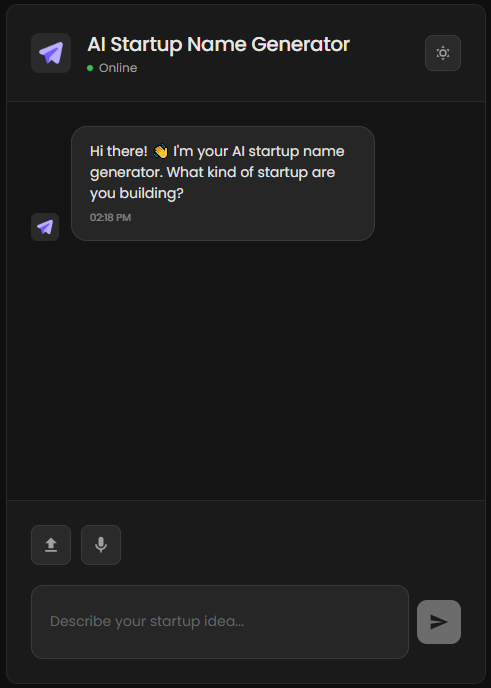 AI Startup Name Generator
Online
Hi there! 👋 I'm your AI startup name
generator. What kind of startup are
you building?
02:18 PM
Describe your startup idea...